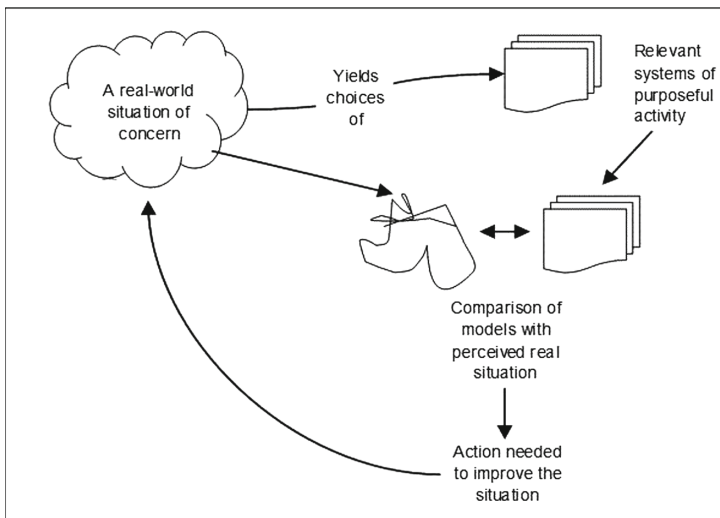 A real-world
situation of
concern
Yields
choices
of
Relevant
systems of
purposeful
activity
Comparison of
models with
perceived real
situation
Action needed
to improve the
situation